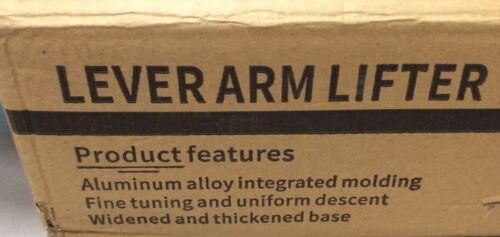 LEVER ARM LIFTER
Product features
Aluminum alloy integrated molding
Fine tuning and uniform descent
Widened and thickened base